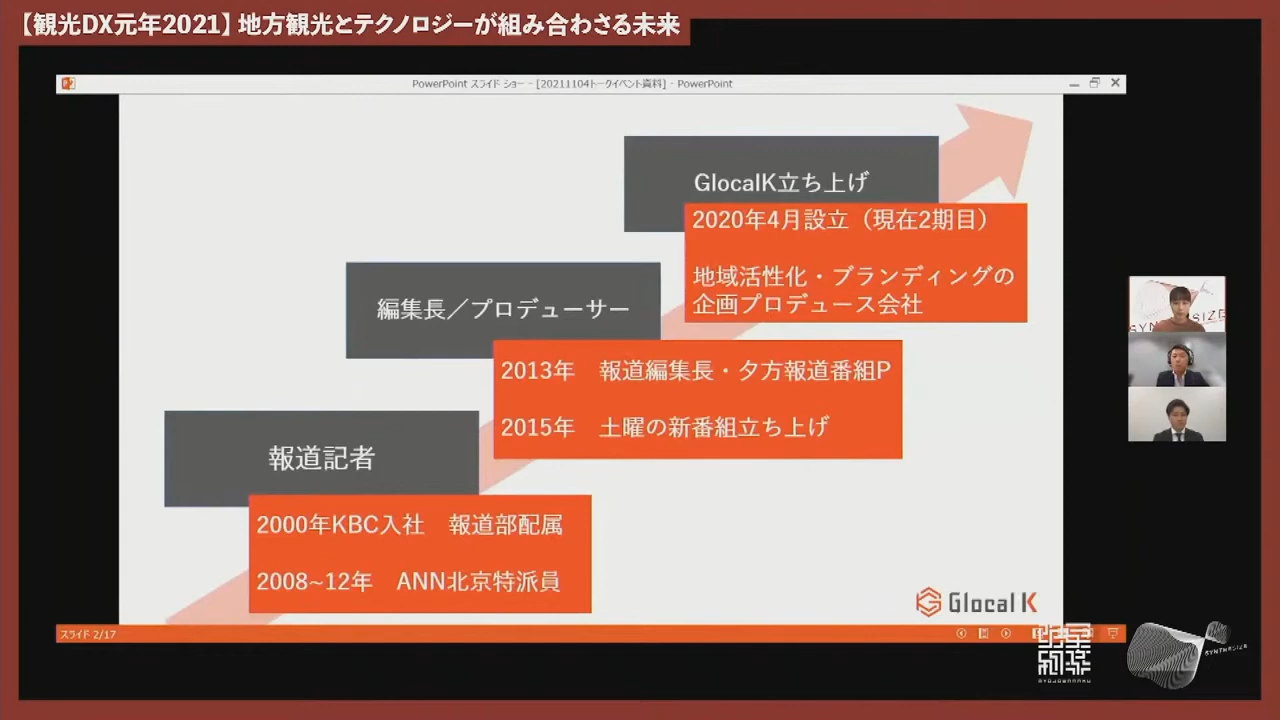 【観光DX元年2021】地方観光とテクノロジーが組み合わさる未来
PowerPoint スライド ショー - [20211104トークイベント資料] - PowerPoint
GlocalK立ち上げ
2020年4月設立（現在2期目）
地域活性化・ブランディングの
企画プロデュース会社
編集長／プロデューサー
2013年　報道編集長・夕方報道番組P
2015年　土曜の新番組立ち上げ
報道記者
2000年KBC入社　報道部配属
2008~12年　ANN北京特派員
Glocal K
スライド 2/17
SYNTHESIZE